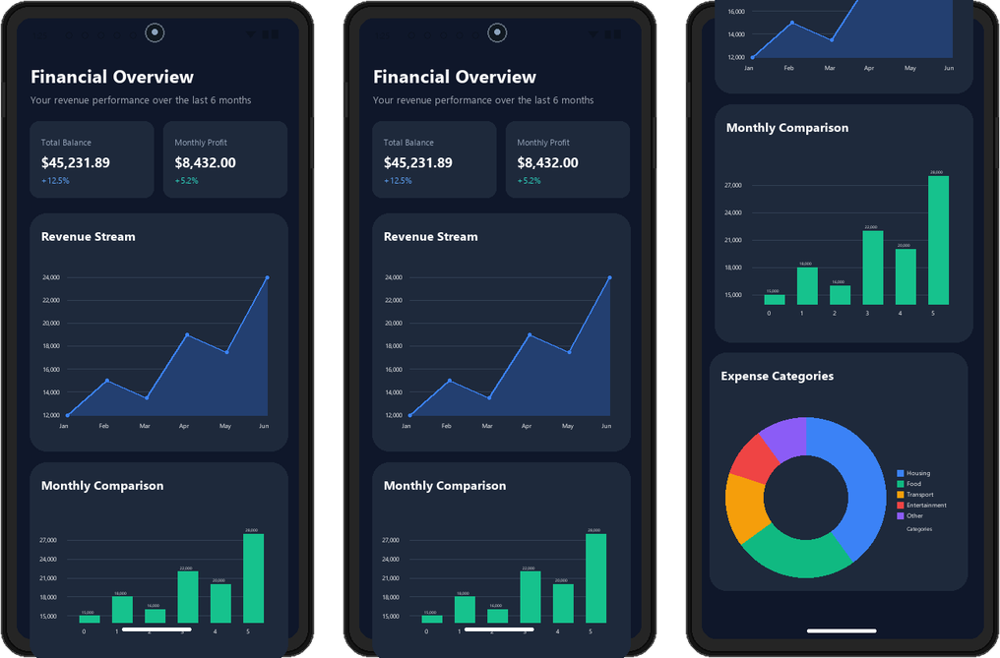 Financial Overview
Your revenue performance over the last 6 months
Total Balance
$45,231.89
+12.5%
Monthly Profit
$8,432.00
+5.2%
Revenue Stream
24,000
22,000
20,000
18,000
16,000
14,000
12,000
Jan Feb Mar Apr May Jun
Monthly Comparison
28,000
27,000
24,000
22,000
21,000
20,000
18,000
18,000
16,000
15,000
15,000
0 1 2 3 4 5
Financial Overview
Your revenue performance over the last 6 months
Total Balance
$45,231.89
+12.5%
Monthly Profit
$8,432.00
+5.2%
Revenue Stream
24,000
22,000
20,000
18,000
16,000
14,000
12,000
Jan Feb Mar Apr May Jun
Monthly Comparison
28,000
27,000
24,000
22,000
21,000
20,000
18,000
18,000
16,000
15,000
15,000
0 1 2 3 4 5
16,000
14,000
12,000
Jan Feb Mar Apr May Jun
Monthly Comparison
28,000
27,000
24,000
22,000
21,000
20,000
18,000
18,000
16,000
15,000
15,000
0 1 2 3 4 5
Expense Categories
Housing
Food
Transport
Entertainment
Other
Categories